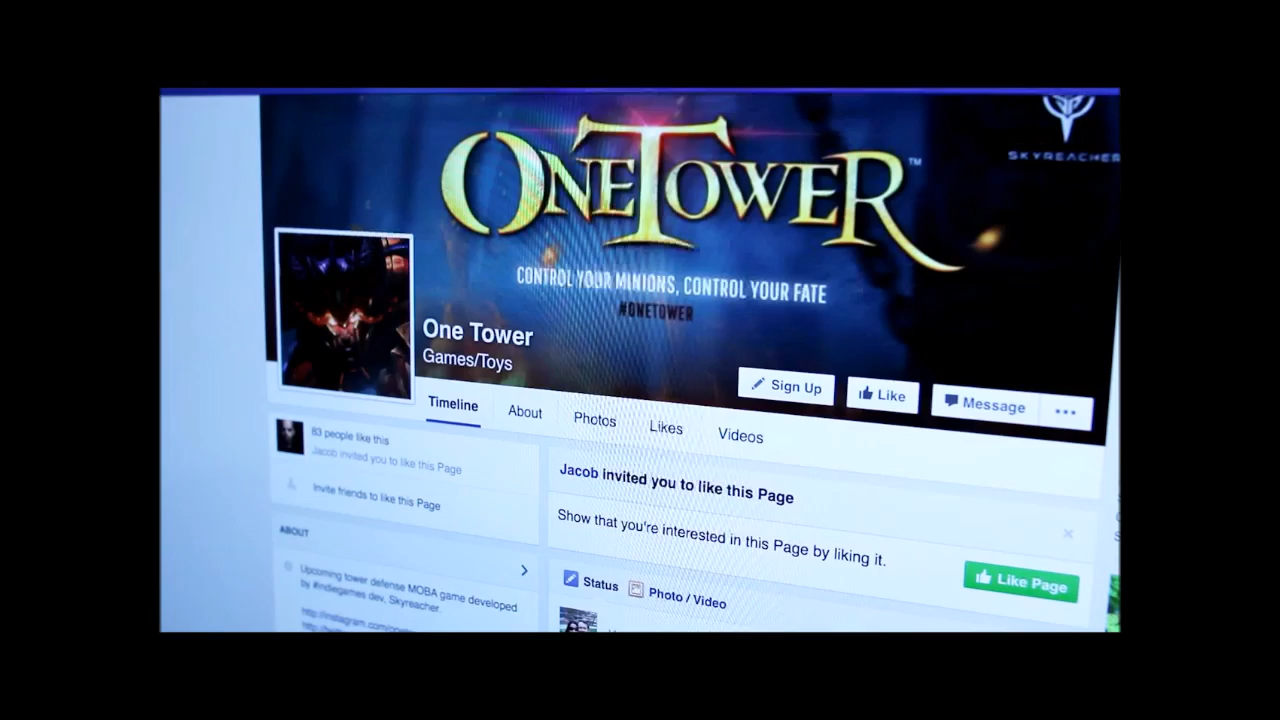 ONETOWER™
SKYREACHER
CONTROL YOUR MINIONS, CONTROL YOUR FATE
#ONETOWER
One Tower
Games/Toys
Sign Up
Like
Message
Timeline
About
Photos
Likes
Videos
83 people like this
Jacob invited you to like this Page
Invite friends to like this Page
ABOUT
Upcoming tower defense MOBA game developed
by #indiegames dev, Skyreacher.
Jacob invited you to like this Page
Show that you're interested in this Page by liking it.
Like Page
Status
Photo / Video